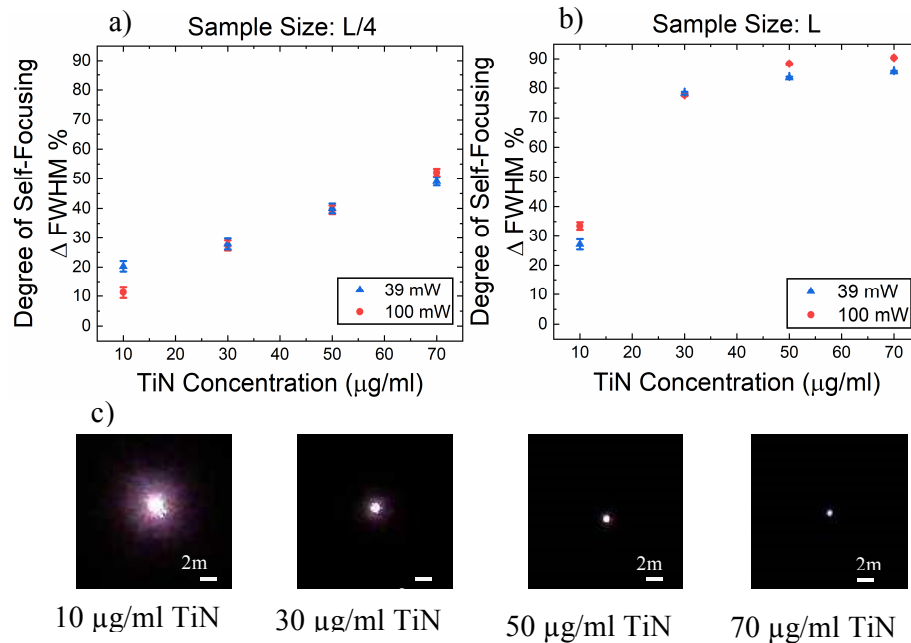 a)
Sample Size: L/4
Degree of Self-Focusing
Δ FWHM %
90
80
70
60
50
40
30
20
10
0
39 mW
100 mW
10 20 30 40 50 60 70
TiN Concentration (μg/ml)
b)
Sample Size: L
Degree of Self-Focusing
Δ FWHM %
90
80
70
60
50
40
30
20
10
0
39 mW
100 mW
10 20 30 40 50 60 70
TiN Concentration (μg/ml)
c)
2m
2m
2m
10 µg/ml TiN
30 µg/ml TiN
50 µg/ml TiN
70 µg/ml TiN